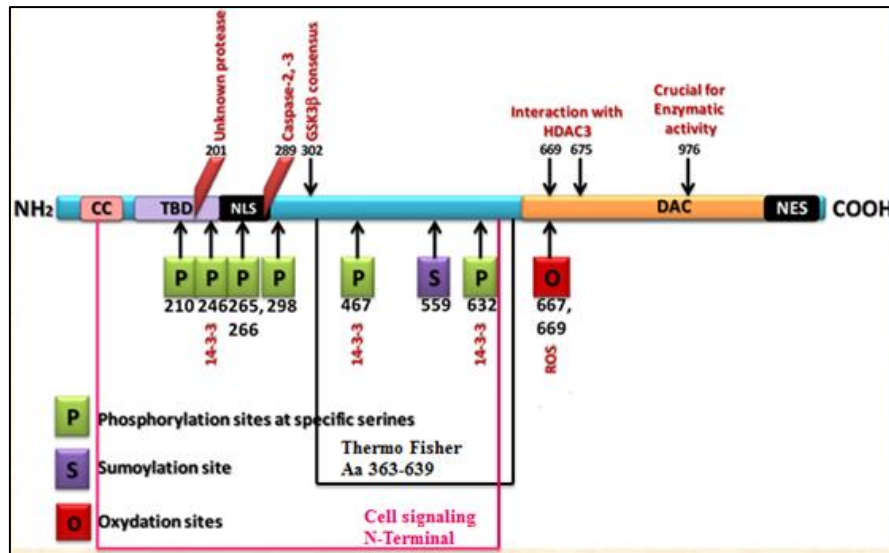 Unknown protease
201
Caspase-2, -3
289
GSK3β consensus
302
Interaction with
HDAC3
669 675
Crucial for
Enzymatic
activity
976
NH2 CC TBD NLS DAC NES COOH
P P P P P S P O
210 246 265, 298 467 559 632 667,
266 669
14-3-3 14-3-3 14-3-3 ROS
P Phosphorylation sites at specific serines
S Sumoylation site
O Oxydation sites
Thermo Fisher
Aa 363-639
Cell signaling
N-Terminal